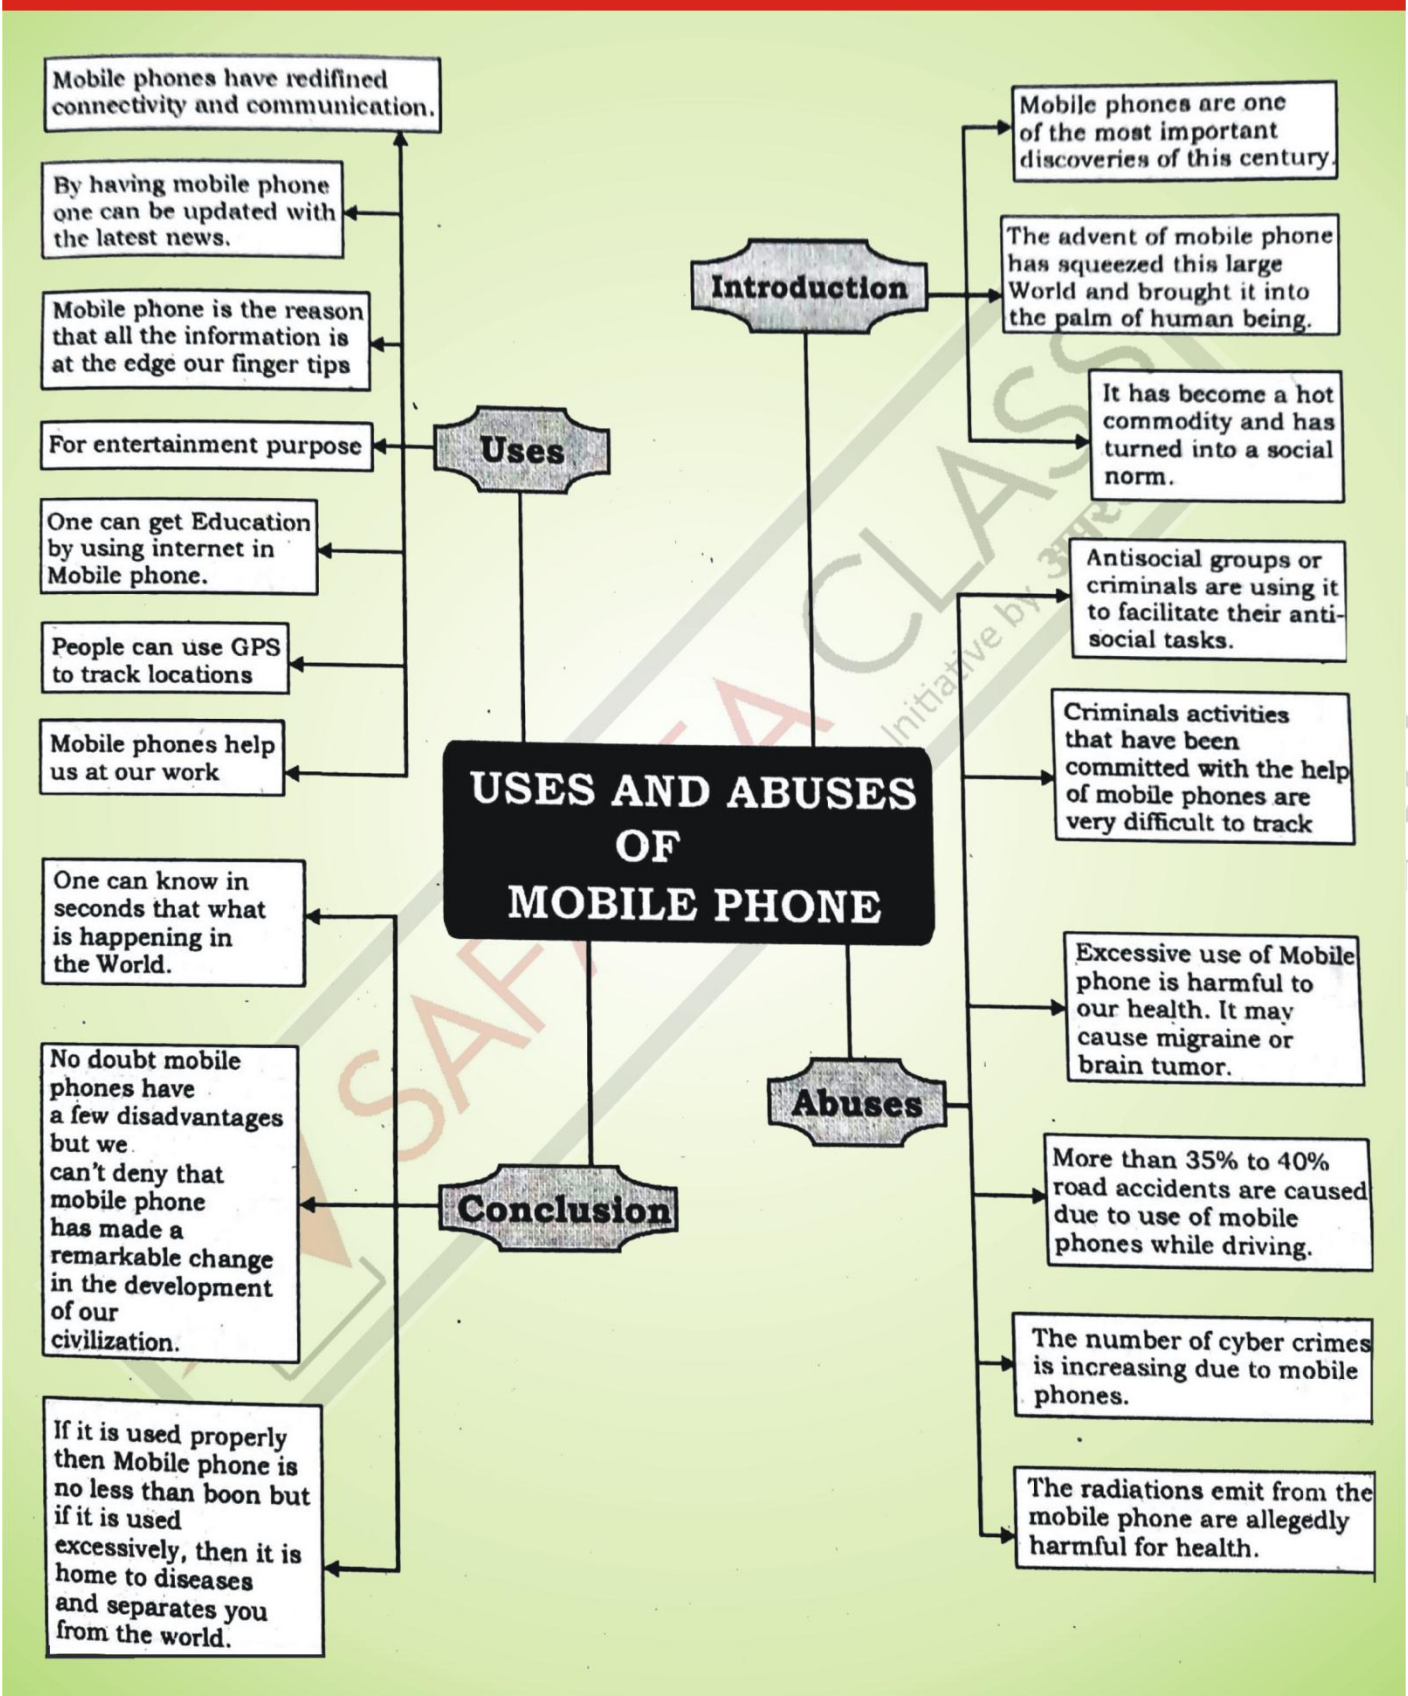 USES AND ABUSES
OF
MOBILE PHONE
Introduction
Mobile phones are one
of the most important
discoveries of this century.
The advent of mobile phone
has squeezed this large
World and brought it into
the palm of human being.
It has become a hot
commodity and has
turned into a social
norm.
Uses
Mobile phones have redifined
connectivity and communication.
By having mobile phone
one can be updated with
the latest news.
Mobile phone is the reason
that all the information is
at the edge our finger tips
For entertainment purpose
One can get Education
by using internet in
Mobile phone.
People can use GPS
to track locations
Mobile phones help
us at our work
Abuses
Antisocial groups or
criminals are using it
to facilitate their anti-
social tasks.
Criminals activities
that have been
committed with the help
of mobile phones are
very difficult to track
Excessive use of Mobile
phone is harmful to
our health. It may
cause migraine or
brain tumor.
More than 35% to 40%
road accidents are caused
due to use of mobile
phones while driving.
The number of cyber crimes
is increasing due to mobile
phones.
The radiations emit from the
mobile phone are allegedly
harmful for health.
Conclusion
One can know in
seconds that what
is happening in
the World.
No doubt mobile
phones have
a few disadvantages
but we
can't deny that
mobile phone
has made a
remarkable change
in the development
of our
civilization.
If it is used properly
then Mobile phone is
no less than boon but
if it is used
excessively, then it is
home to diseases
and separates you
from the world.
CLASS
Initiative by